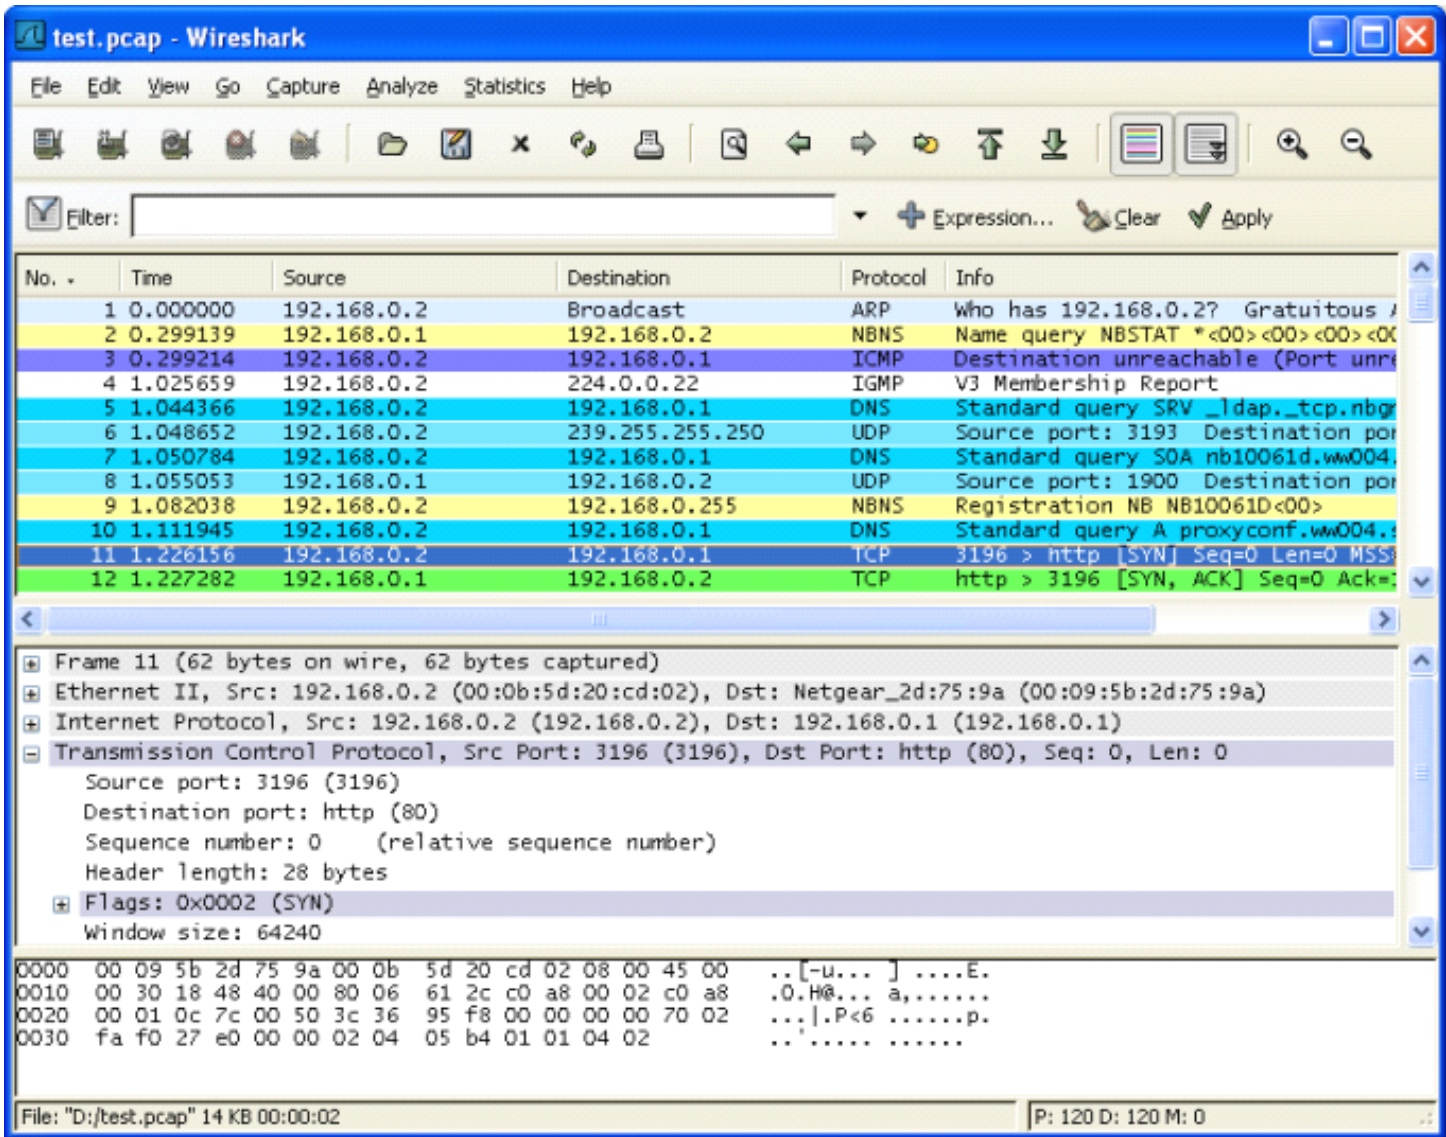 test.pcap - Wireshark
File Edit View Go Capture Analyze Statistics Help
Filter: Expression... Clear Apply
No. Time Source Destination Protocol Info
1 0.000000 192.168.0.2 Broadcast ARP Who has 192.168.0.2? Gratuitous
2 0.299139 192.168.0.1 192.168.0.2 NBNS Name query NBSTAT *<00><00><00><00
3 0.299214 192.168.0.2 192.168.0.1 ICMP Destination unreachable (Port unre
4 1.025659 192.168.0.2 224.0.0.22 IGMP V3 Membership Report
5 1.044366 192.168.0.2 192.168.0.1 DNS Standard query SRV _ldap._tcp.nbgr
6 1.048652 192.168.0.2 239.255.255.250 UDP Source port: 3193 Destination por
7 1.050784 192.168.0.2 192.168.0.1 DNS Standard query SOA nb10061d.ww004.
8 1.055053 192.168.0.1 192.168.0.2 UDP Source port: 1900 Destination por
9 1.082038 192.168.0.2 192.168.0.255 NBNS Registration NB NB10061D<00>
10 1.111945 192.168.0.2 192.168.0.1 DNS Standard query A proxyconf.ww004.s
11 1.226156 192.168.0.2 192.168.0.1 TCP 3196 > http [SYN] Seq=0 Len=0 MSS=
12 1.227282 192.168.0.1 192.168.0.2 TCP http > 3196 [SYN, ACK] Seq=0 Ack=1
Frame 11 (62 bytes on wire, 62 bytes captured)
Ethernet II, Src: 192.168.0.2 (00:0b:5d:20:cd:02), Dst: Netgear_2d:75:9a (00:09:5b:2d:75:9a)
Internet Protocol, Src: 192.168.0.2 (192.168.0.2), Dst: 192.168.0.1 (192.168.0.1)
Transmission Control Protocol, Src Port: 3196 (3196), Dst Port: http (80), Seq: 0, Len: 0
Source port: 3196 (3196)
Destination port: http (80)
Sequence number: 0 (relative sequence number)
Header length: 28 bytes
Flags: 0x0002 (SYN)
Window size: 64240
0000 00 09 5b 2d 75 9a 00 0b 5d 20 cd 02 08 00 45 00 ..[-u... ] ....E.
0010 00 30 18 48 40 00 80 06 61 2c c0 a8 00 02 c0 a8 .0.H@... a,......
0020 00 01 0c 7c 00 50 3c 36 95 f8 00 00 00 00 70 02 ...|.P<6 ......p.
0030 fa f0 27 e0 00 00 02 04 05 b4 01 01 04 02 ..'..... ......
File: "D:/test.pcap" 14 KB 00:00:02 P: 120 D: 120 M: 0